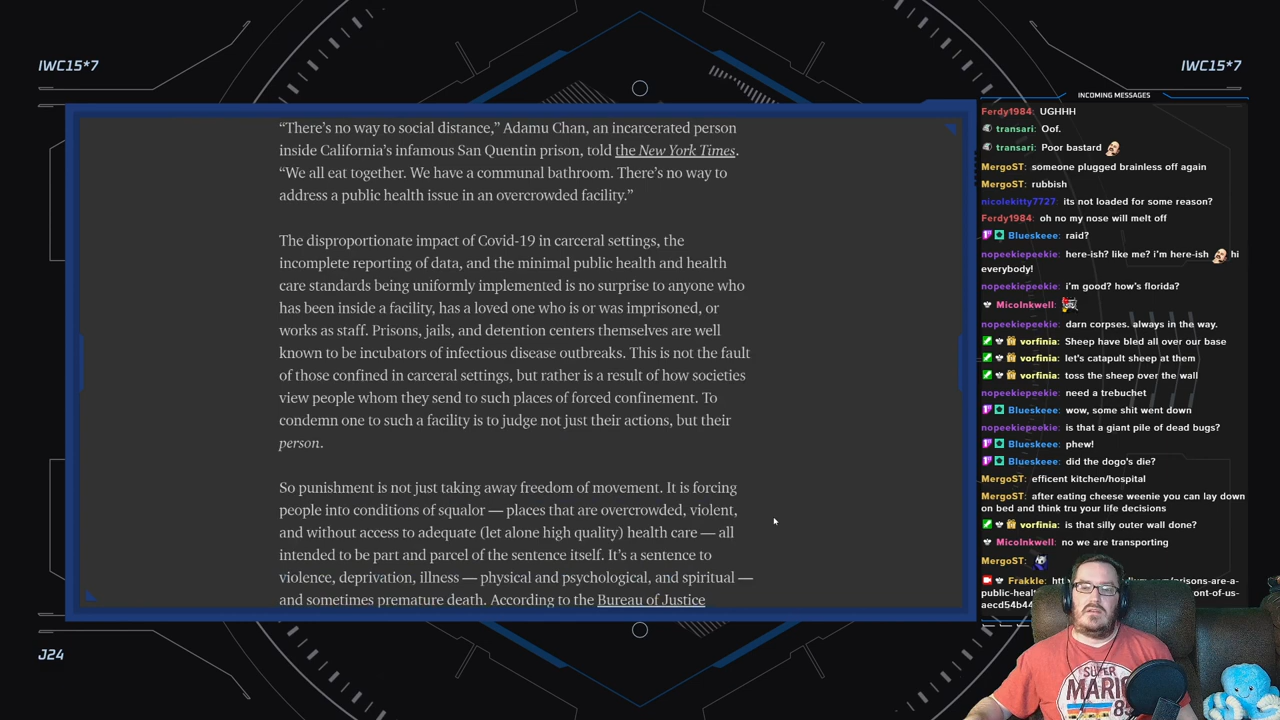 IWC15*7
IWC15*7
“There’s no way to social distance,” Adamu Chan, an incarcerated person
inside California’s infamous San Quentin prison, told the New York Times.
“We all eat together. We have a communal bathroom. There’s no way to
address a public health issue in an overcrowded facility.”
The disproportionate impact of Covid-19 in carceral settings, the
incomplete reporting of data, and the minimal public health and health
care standards being uniformly implemented is no surprise to anyone who
has been inside a facility, has a loved one who is or was imprisoned, or
works as staff. Prisons, jails, and detention centers themselves are well
known to be incubators of infectious disease outbreaks. This is not the fault
of those confined in carceral settings, but rather is a result of how societies
view people whom they send to such places of forced confinement. To
condemn one to such a facility is to judge not just their actions, but their
person.
So punishment is not just taking away freedom of movement. It is forcing
people into conditions of squalor — places that are overcrowded, violent,
and without access to adequate (let alone high quality) health care — all
intended to be part and parcel of the sentence itself. It’s a sentence to
violence, deprivation, illness — physical and psychological, and spiritual —
and sometimes premature death. According to the Bureau of Justice
INCOMING MESSAGES
Ferdy1984: UGHHH
transari: Oof.
transari: Poor bastard
MergoST: someone plugged brainless off again
MergoST: rubbish
nicolekitty7727: its not loaded for some reason?
Ferdy1984: oh no my nose will melt off
Blueskeee: raid?
nopeekiepeekie: here-ish? like me? i'm here-ish hi
everybody!
nopeekiepeekie: i'm good? how's florida?
MicoInkwell:
nopeekiepeekie: darn corpses. always in the way.
vorfinia: Sheep have bled all over our base
vorfinia: let's catapult sheep at them
vorfinia: toss the sheep over the wall
nopeekiepeekie: need a trebuchet
Blueskeee: wow, some shit went down
nopeekiepeekie: is that a giant pile of dead bugs?
Blueskeee: phew!
Blueskeee: did the dogo's die?
MergoST: efficent kitchen/hospital
MergoST: after eating cheese weenie you can lay down
on bed and think tru your life decisions
vorfinia: is that silly outer wall done?
MicoInkwell: no we are transporting
MergoST:
Frakkle:
public-heal
aecd54b44
J24
SUPER
MARIO